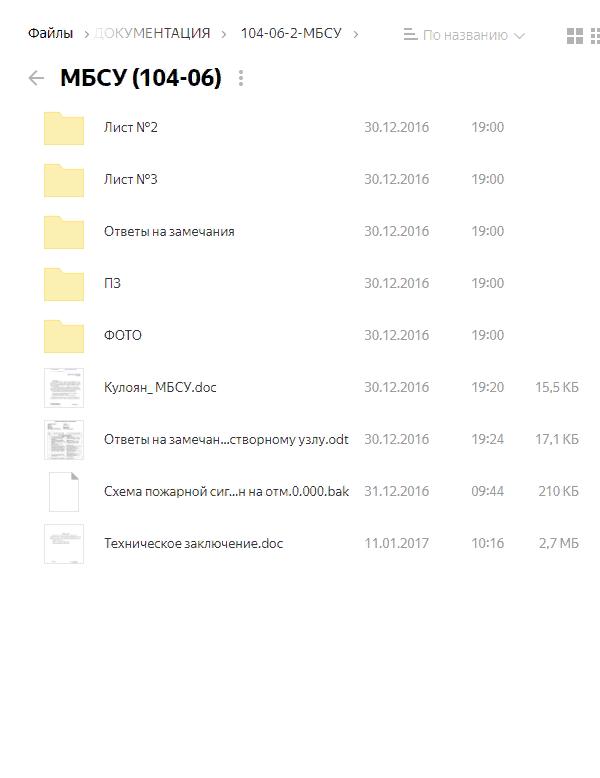 Файлы ДОКУМЕНТАЦИЯ 104-06-2-МБСУ По названию
МБСУ (104-06)
Лист №2 30.12.2016 19:00
Лист №3 30.12.2016 19:00
Ответы на замечания 30.12.2016 19:00
ПЗ 30.12.2016 19:00
ФОТО 30.12.2016 19:00
Кулоян_ МБСУ.doc 30.12.2016 19:20 15,5 КБ
Ответы на замечан...створному узлу.odt 30.12.2016 19:24 17,1 КБ
Схема пожарной сиг...н на отм.0.000.bak 31.12.2016 09:44 210 КБ
Техническое заключение.doc 11.01.2017 10:16 2,7 МБ